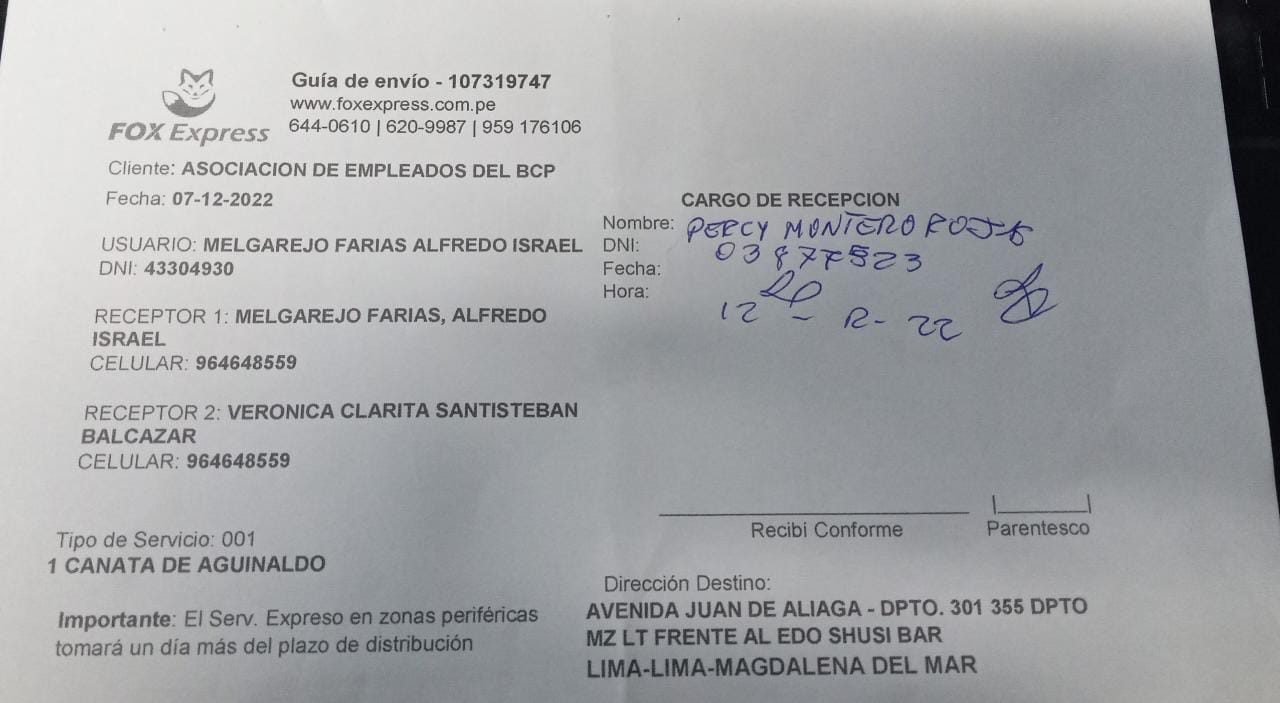 FOX Express
Guía de envío - 107319747
www.foxexpress.com.pe
644-0610 | 620-9987 | 959 176106
Cliente: ASOCIACION DE EMPLEADOS DEL BCP
Fecha: 07-12-2022
USUARIO: MELGAREJO FARIAS ALFREDO ISRAEL
DNI: 43304930
RECEPTOR 1: MELGAREJO FARIAS, ALFREDO
ISRAEL
CELULAR: 964648559
RECEPTOR 2: VERONICA CLARITA SANTISTEBAN
BALCAZAR
CELULAR: 964648559
Tipo de Servicio: 001
1 CANATA DE AGUINALDO
Importante: El Serv. Expreso en zonas periféricas
tomará un día más del plazo de distribución
CARGO DE RECEPCION
Nombre: PERCY MONTERO ROJAS
DNI: 03877523
Fecha:
Hora:
12 - 12 - 22
Recibi Conforme
Parentesco
Dirección Destino:
AVENIDA JUAN DE ALIAGA - DPTO. 301 355 DPTO
MZ LT FRENTE AL EDO SHUSI BAR
LIMA-LIMA-MAGDALENA DEL MAR